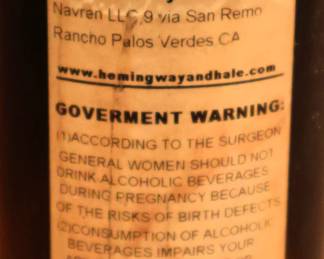 Navren LLC 9 via San Remo
Rancho Palos Verdes CA
www.hemingwayandhale.com
GOVERMENT WARNING:
(1)ACCORDING TO THE SURGEON
GENERAL WOMEN SHOULD NOT
DRINK ALCOHOLIC BEVERAGES
DURING PREGNANCY BECAUSE
OF THE RISKS OF BIRTH DEFECTS.
(2)CONSUMPTION OF ALCOHOLIC
BEVERAGES IMPAIRS YOUR